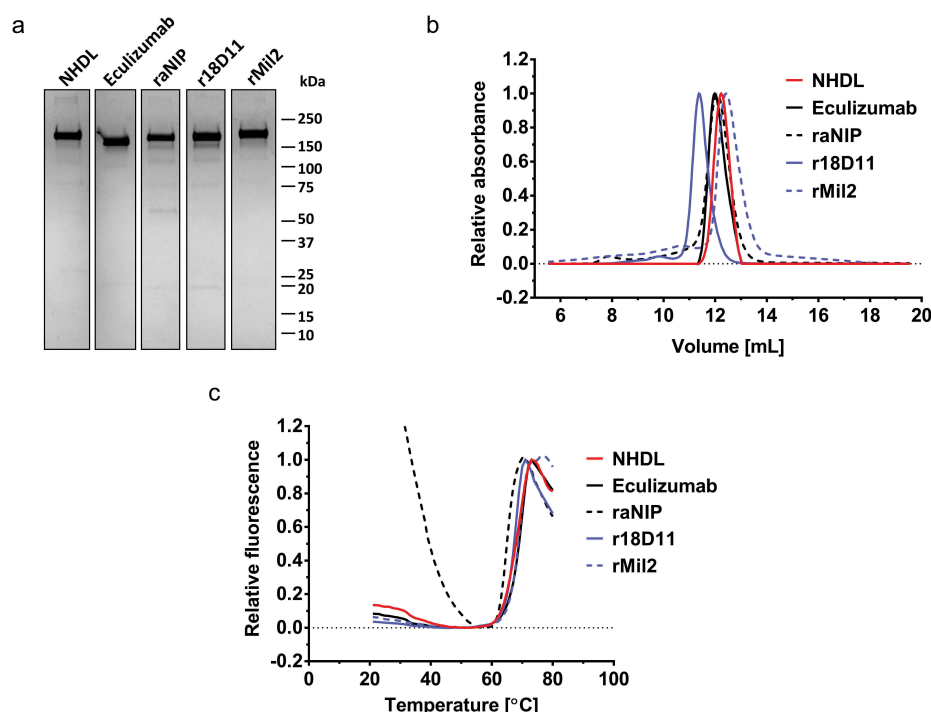 a
NHDL Eculizumab raNIP r18D11 rMil2
kDa
250
150
100
75
50
37
25
20
15
10
b
Relative absorbance
1.0
0.8
0.6
0.4
0.2
0.0
-0.2
6 8 10 12 14 16 18 20
Volume [mL]
NHDL
Eculizumab
raNIP
r18D11
rMil2
c
Relative fluorescence
1.2
1.0
0.8
0.6
0.4
0.2
0.0
-0.2
0 20 40 60 80 100
Temperature [°C]
NHDL
Eculizumab
raNIP
r18D11
rMil2